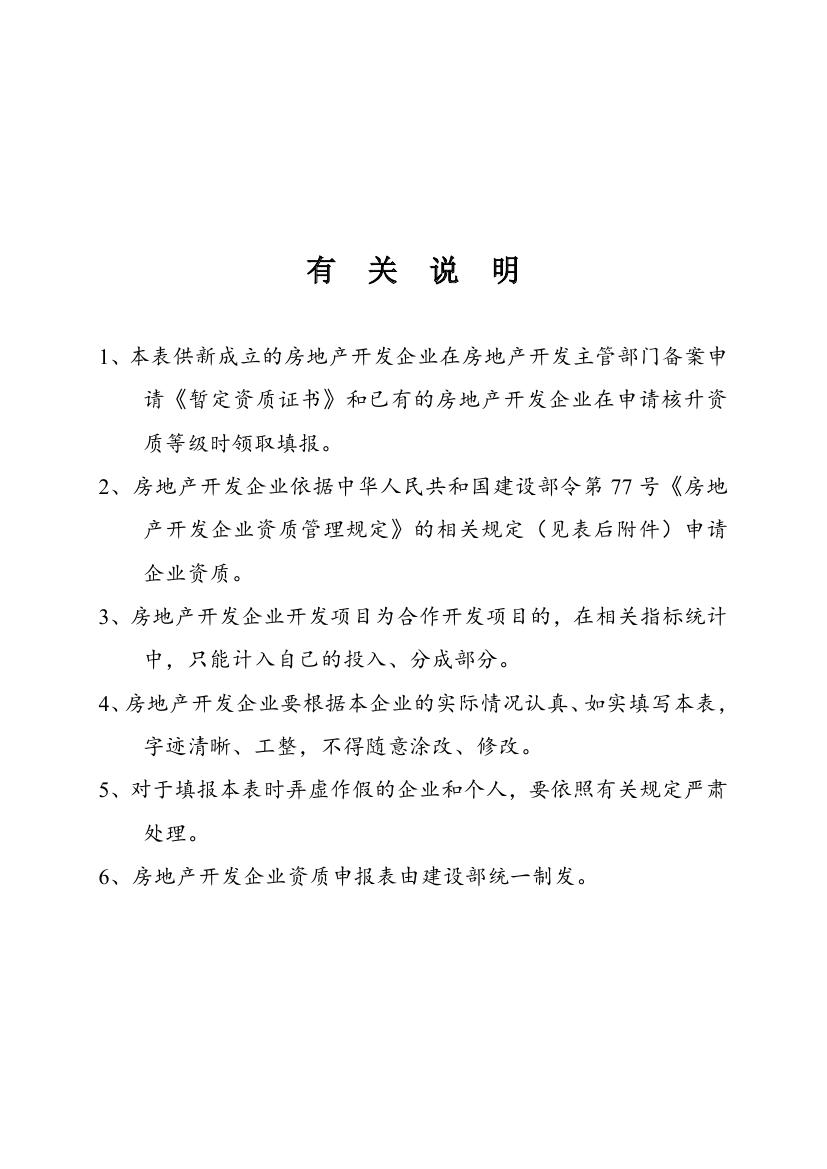 有 关 说 明
1、本表供新成立的房地产开发企业在房地产开发主管部门备案申
请《暂定资质证书》和已有的房地产开发企业在申请核升资
质等级时领取填报。
2、房地产开发企业依据中华人民共和国建设部令第 77 号《房地
产开发企业资质管理规定》的相关规定（见表后附件）申请
企业资质。
3、房地产开发企业开发项目为合作开发项目的，在相关指标统计
中，只能计入自己的投入、分成部分。
4、房地产开发企业要根据本企业的实际情况认真、如实填写本表，
字迹清晰、工整，不得随意涂改、修改。
5、对于填报本表时弄虚作假的企业和个人，要依照有关规定严肃
处理。
6、房地产开发企业资质申报表由建设部统一制发。